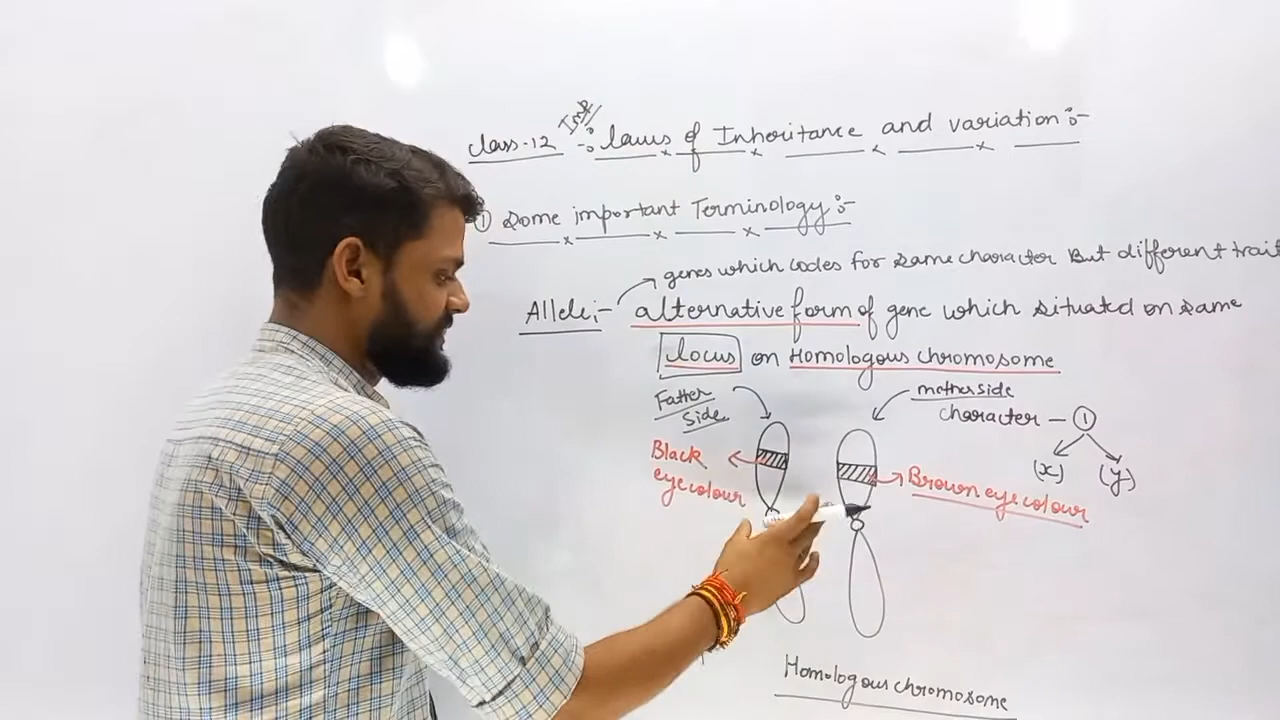 Class-12 Imp :- laws of Inheritance and variation :-
① Some important Terminology :-
genes which codes for same character But different trait
Allele :- alternative form of gene which situated on same
locus on Homologous chromosome
Father side
mother side
character - ①
(x) (y)
Black eye colour
Brown eye colour
Homologous chromosome